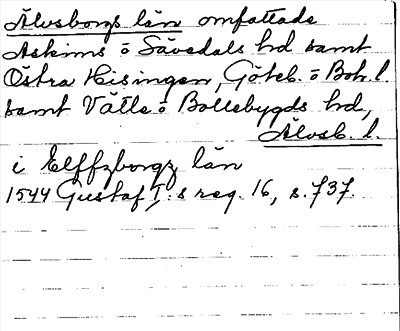 Älvsborgs län omfattade
Askims o Sävedals hd samt
Östra Hisingen, Göteb. o Boh. l.
samt Vätle o Bollebygds hd,
Älvsb. l.
i Elffzborgz län
1544 Gustaf I:s reg. 16, s. 737.